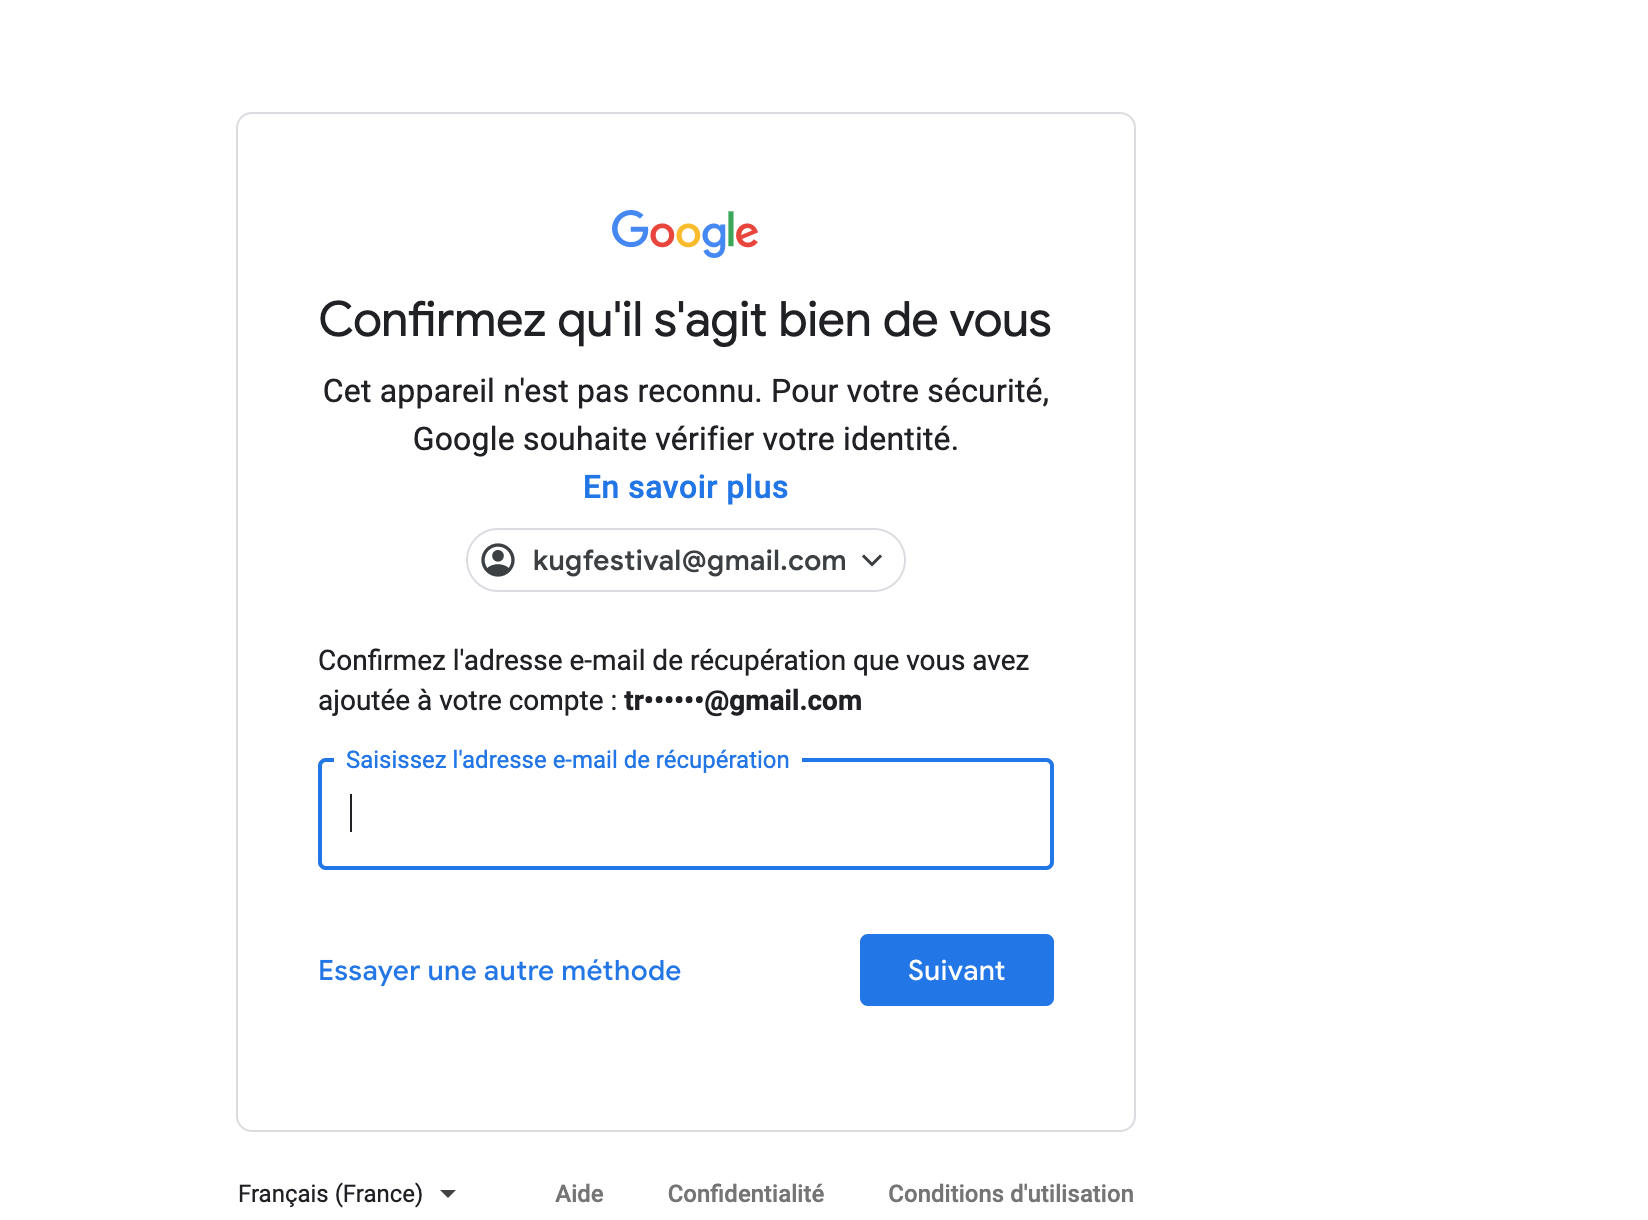 Google
Confirmez qu'il s'agit bien de vous
Cet appareil n'est pas reconnu. Pour votre sécurité,
Google souhaite vérifier votre identité.
En savoir plus
kugfestival@gmail.com
Confirmez l'adresse e-mail de récupération que vous avez
ajoutée à votre compte : tr••••••@gmail.com
Saisissez l'adresse e-mail de récupération
Essayer une autre méthode
Suivant
Français (France)
Aide
Confidentialité
Conditions d'utilisation